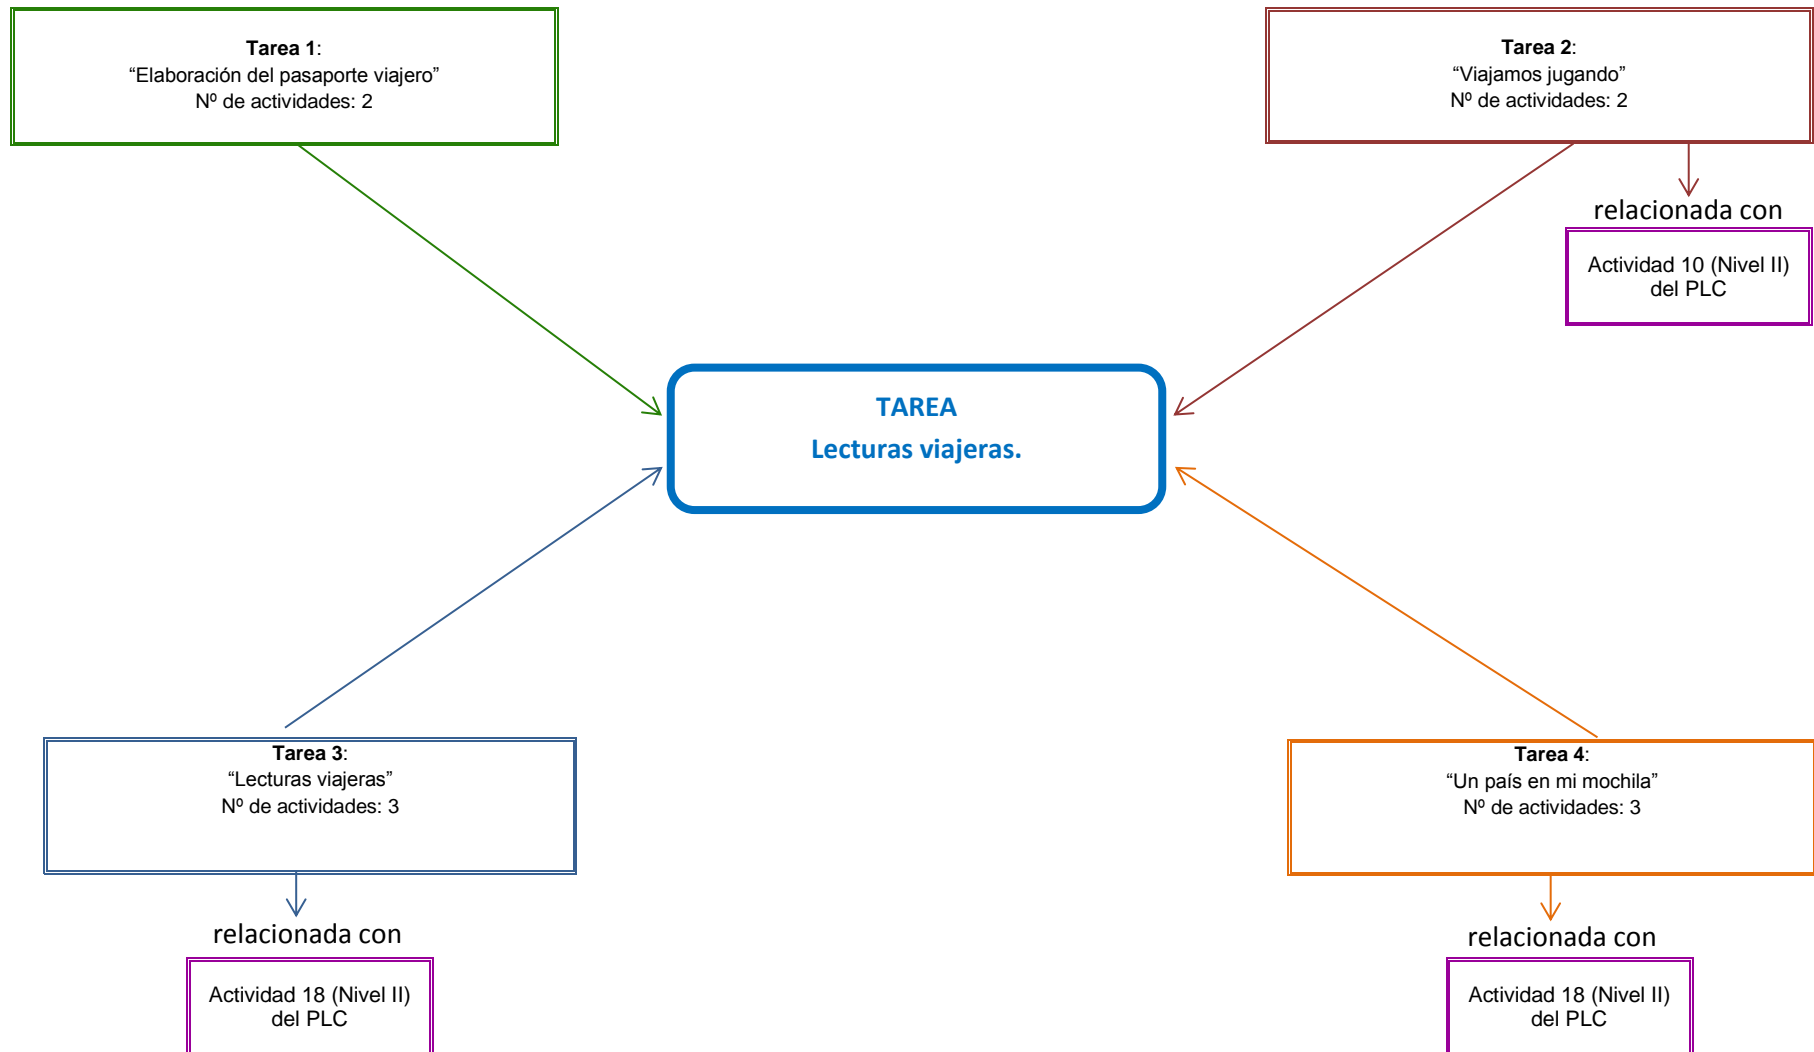 Tarea 1:
“Elaboración del pasaporte viajero”
Nº de actividades: 2
Tarea 2:
“Viajamos jugando”
Nº de actividades: 2
relacionada con
Actividad 10 (Nivel II)
del PLC
TAREA
Lecturas viajeras.
Tarea 3:
“Lecturas viajeras”
Nº de actividades: 3
relacionada con
Actividad 18 (Nivel II)
del PLC
Tarea 4:
“Un país en mi mochila”
Nº de actividades: 3
relacionada con
Actividad 18 (Nivel II)
del PLC